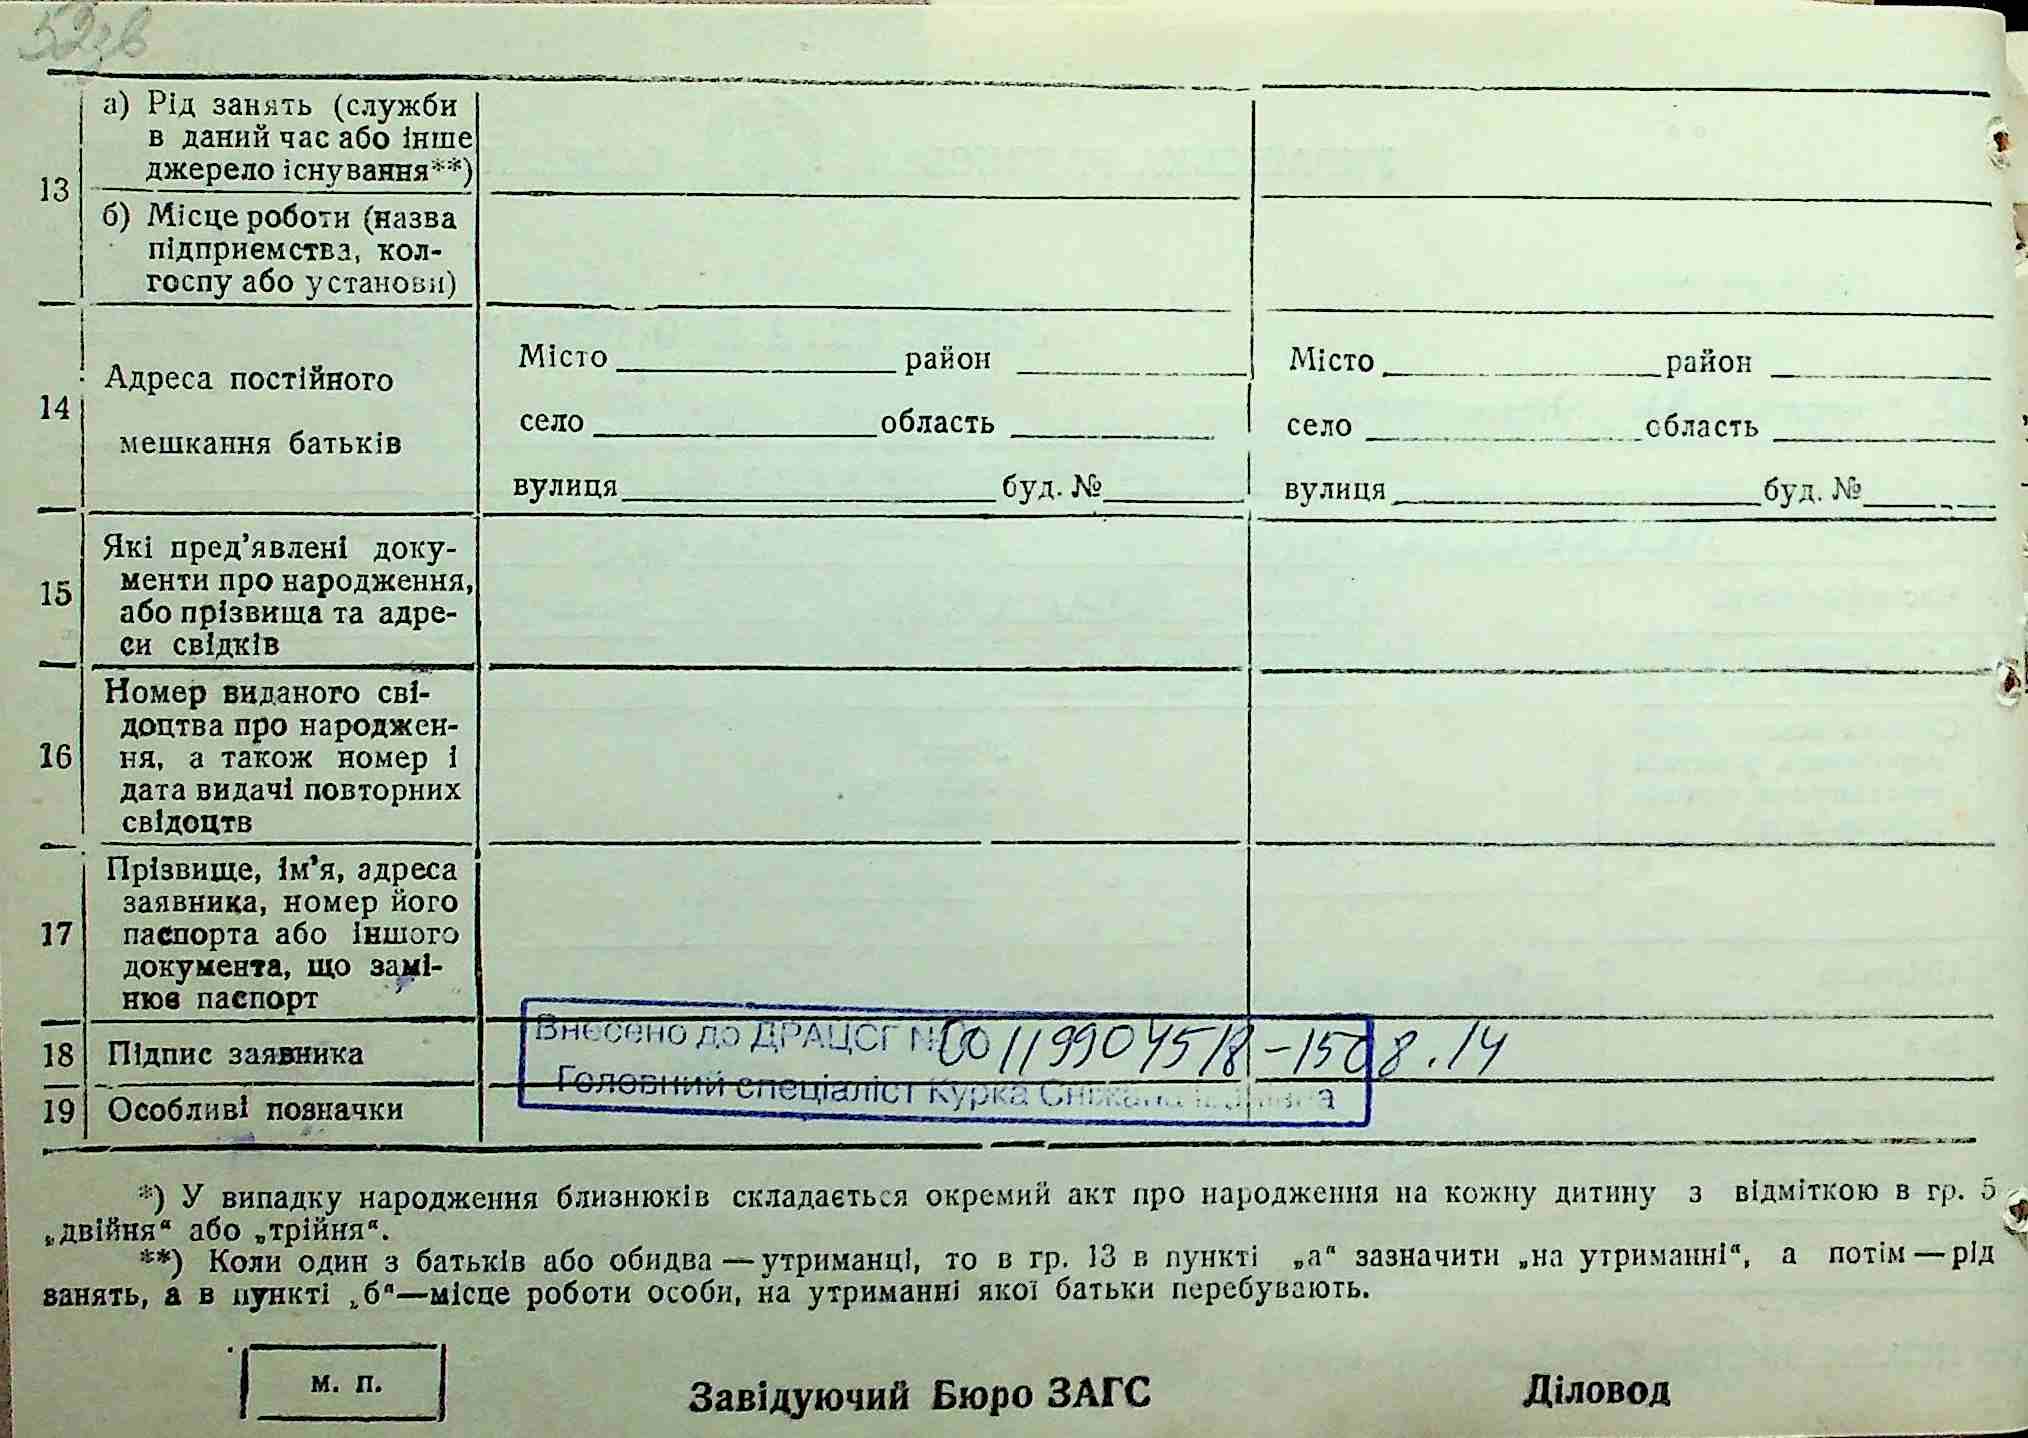 52зв
13
а) Рід занять (служби
в даний час або інше
джерело існування**)
б) Місце роботи (назва
підприемства, кол-
госпу або установи)
14
Адреса постійного
мешкання батьків
Місто район
село область
вулиця буд. №
Місто район
село область
вулиця буд. №
15
Які пред’явлені доку-
менти про народження,
або прізвища та адре-
си свідків
16
Номер виданого сві-
доцтва про народжен-
ня, а також номер і
дата видачі повторних
свідоцтв
17
Прізвище, ім’я, адреса
заявника, номер його
паспорта або іншого
документа, що замі-
нює паспорт
18 Підпис заявника
19 Особливі позначки
Внесено до ДРАЦСГ № 00119904518 – 15 08.14
Головний спеціаліст Курка Сніжана
*) У випадку народження близнюків складається окремий акт про народження на кожну дитину з відміткою в гр. 5
„двійня“ або „трійня“.
**) Коли один з батьків або обидва — утриманці, то в гр. 13 в пункті „а“ зазначити „на утриманні“, а потім — рід
занять, а в пункті „б“—місце роботи особи, на утриманні якої батьки перебувають.
м. п.
Завідуючий Бюро ЗАГС
Діловод